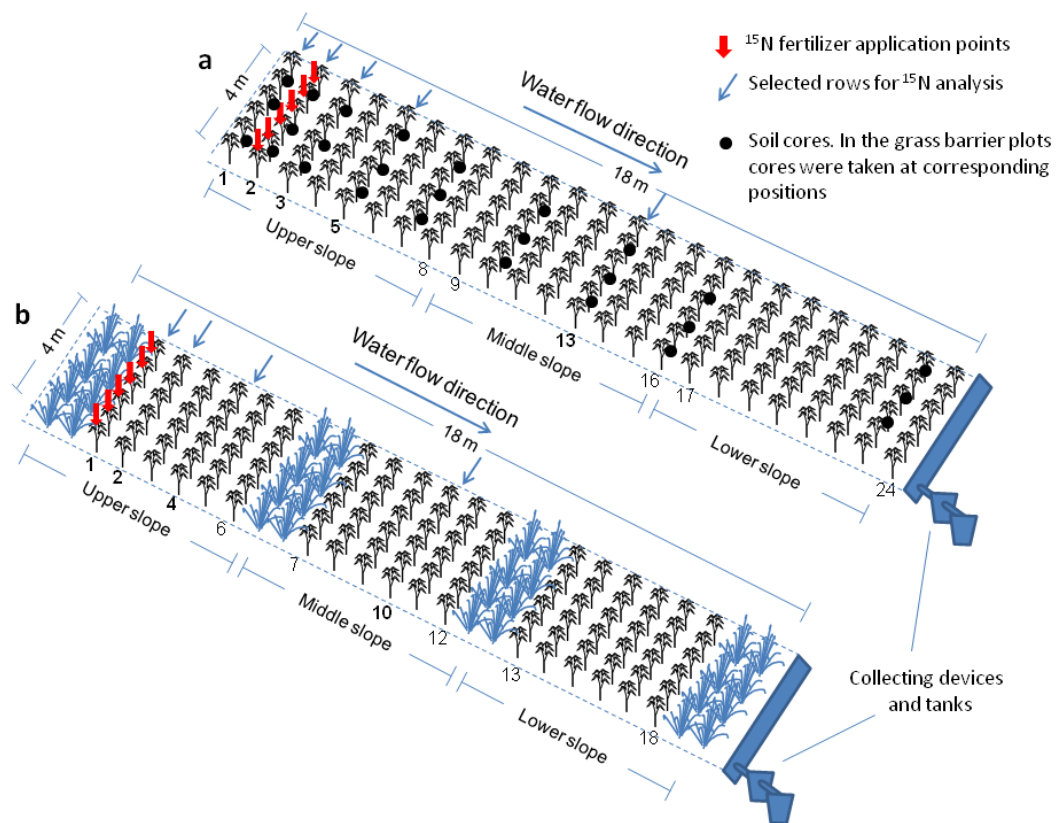 ¹⁵N fertilizer application points
Selected rows for ¹⁵N analysis
Soil cores. In the grass barrier plots
cores were taken at corresponding
positions
a
4 m
Water flow direction
18 m
1
2
3
5
8
9
13
16
17
24
Upper slope
Middle slope
Lower slope
b
4 m
Water flow direction
18 m
1
2
4
6
7
10
12
13
18
Upper slope
Middle slope
Lower slope
Collecting devices
and tanks